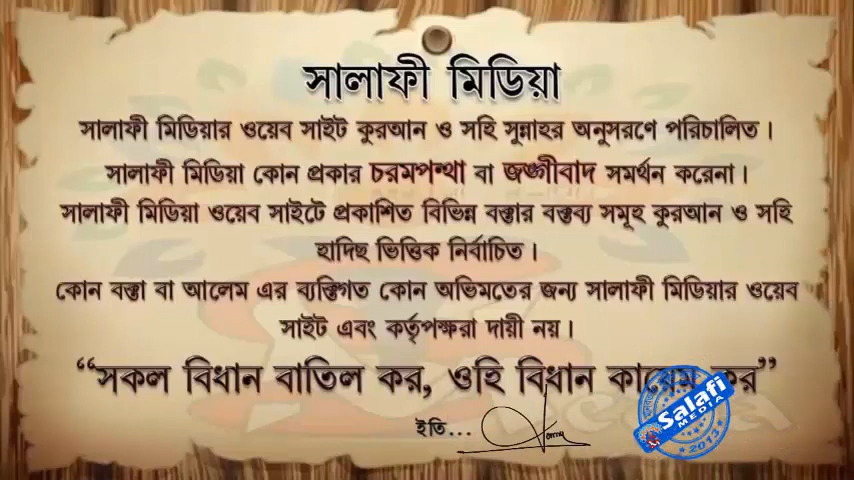 সালাফী মিডিয়া
সালাফী মিডিয়ার ওয়েব সাইট কুরআন ও সহি সুন্নাহর অনুসরণে পরিচালিত।
সালাফী মিডিয়া কোন প্রকার চরমপন্থা বা জঙ্গীবাদ সমর্থন করেনা।
সালাফী মিডিয়া ওয়েব সাইটে প্রকাশিত বিভিন্ন বক্তার বক্তব্য সমূহ কুরআন ও সহি
হাদিছ ভিত্তিক নির্বাচিত।
কোন বক্তা বা আলেম এর ব্যক্তিগত কোন অভিমতের জন্য সালাফী মিডিয়ার ওয়েব
সাইট এবং কর্তৃপক্ষরা দায়ী নয়।
“সকল বিধান বাতিল কর, ওহি বিধান কায়েম কর”
ইতি...
Salafi
MEDIA
2013